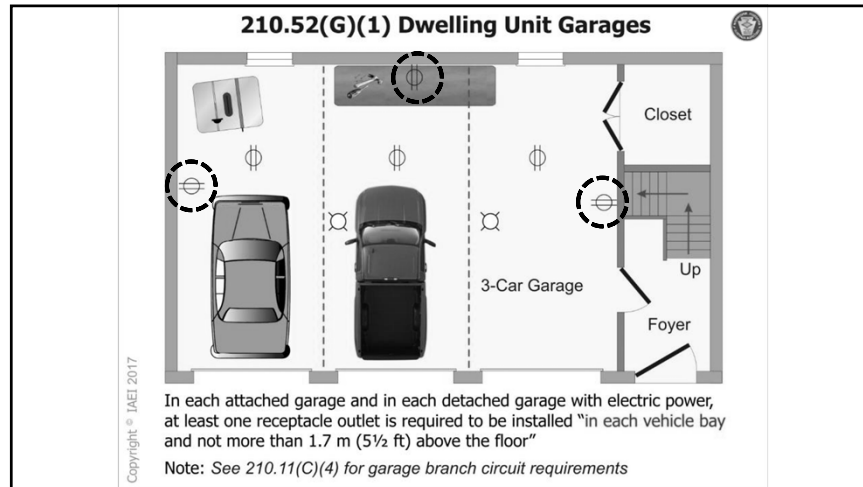 210.52(G)(1) Dwelling Unit Garages
Closet
Up
3-Car Garage
Foyer
Copyright © IAEI 2017
In each attached garage and in each detached garage with electric power,
at least one receptacle outlet is required to be installed “in each vehicle bay
and not more than 1.7 m (5½ ft) above the floor”
Note: See 210.11(C)(4) for garage branch circuit requirements